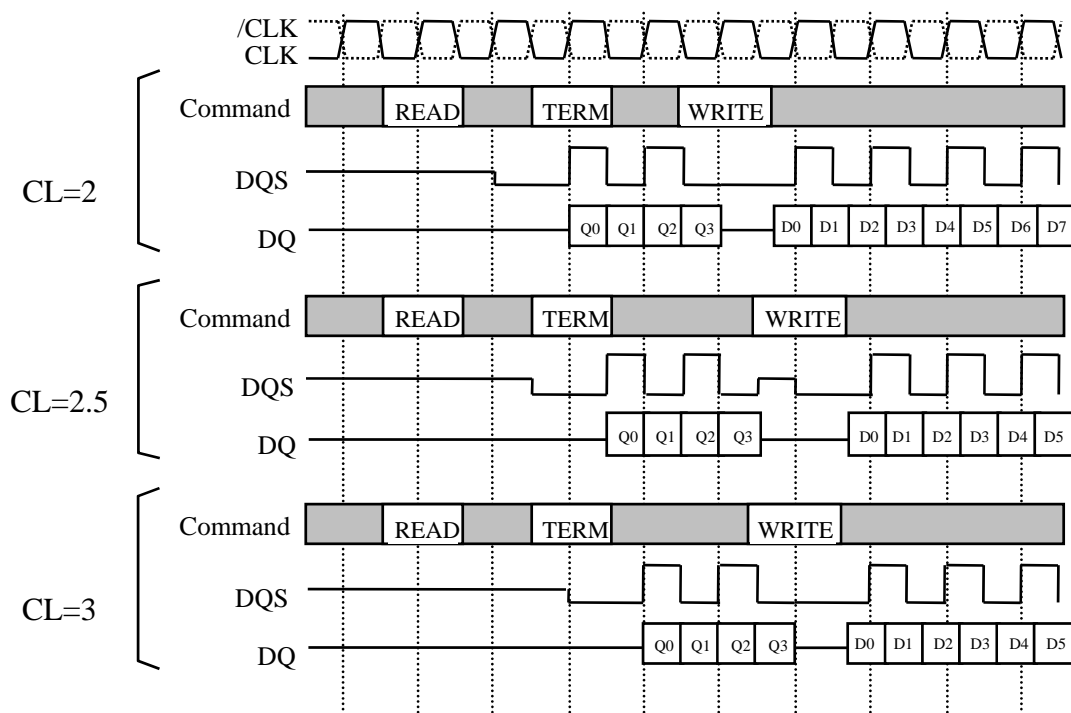 /CLK
CLK
CL=2
Command READ TERM WRITE
DQS
DQ Q0 Q1 Q2 Q3 D0 D1 D2 D3 D4 D5 D6 D7
CL=2.5
Command READ TERM WRITE
DQS
DQ Q0 Q1 Q2 Q3 D0 D1 D2 D3 D4 D5
CL=3
Command READ TERM WRITE
DQS
DQ Q0 Q1 Q2 Q3 D0 D1 D2 D3 D4 D5